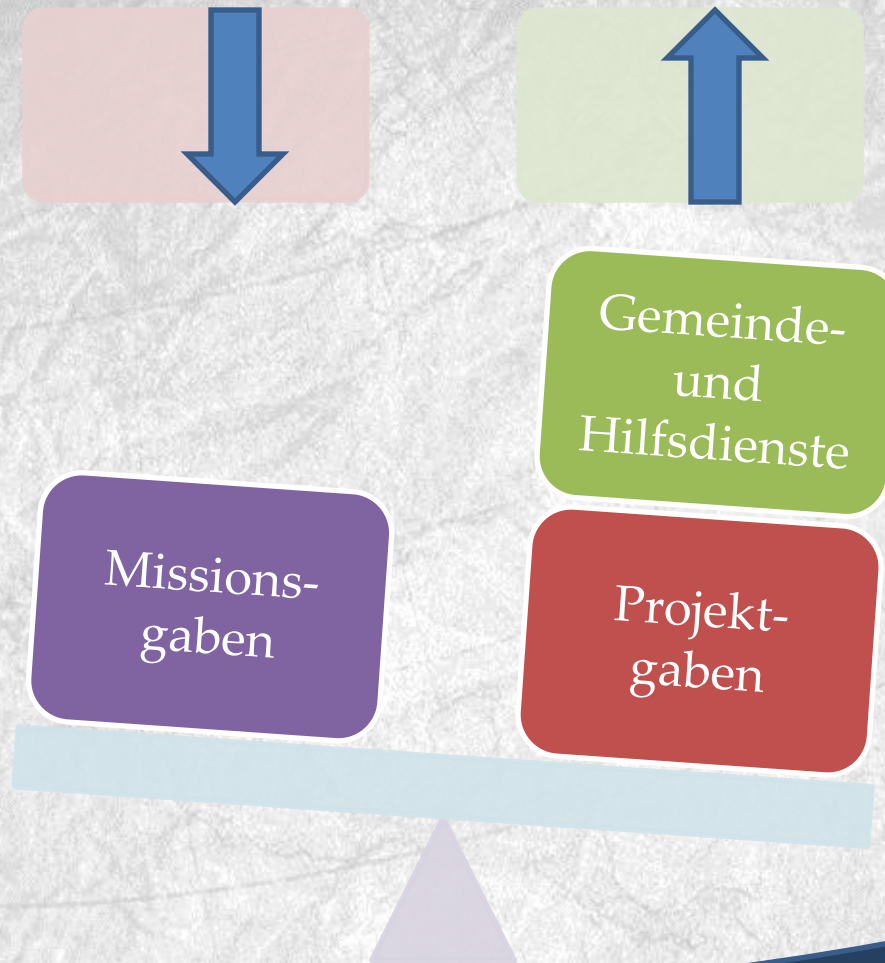 Gemeinde-
und
Hilfsdienste
Missions-
gaben
Projekt-
gaben